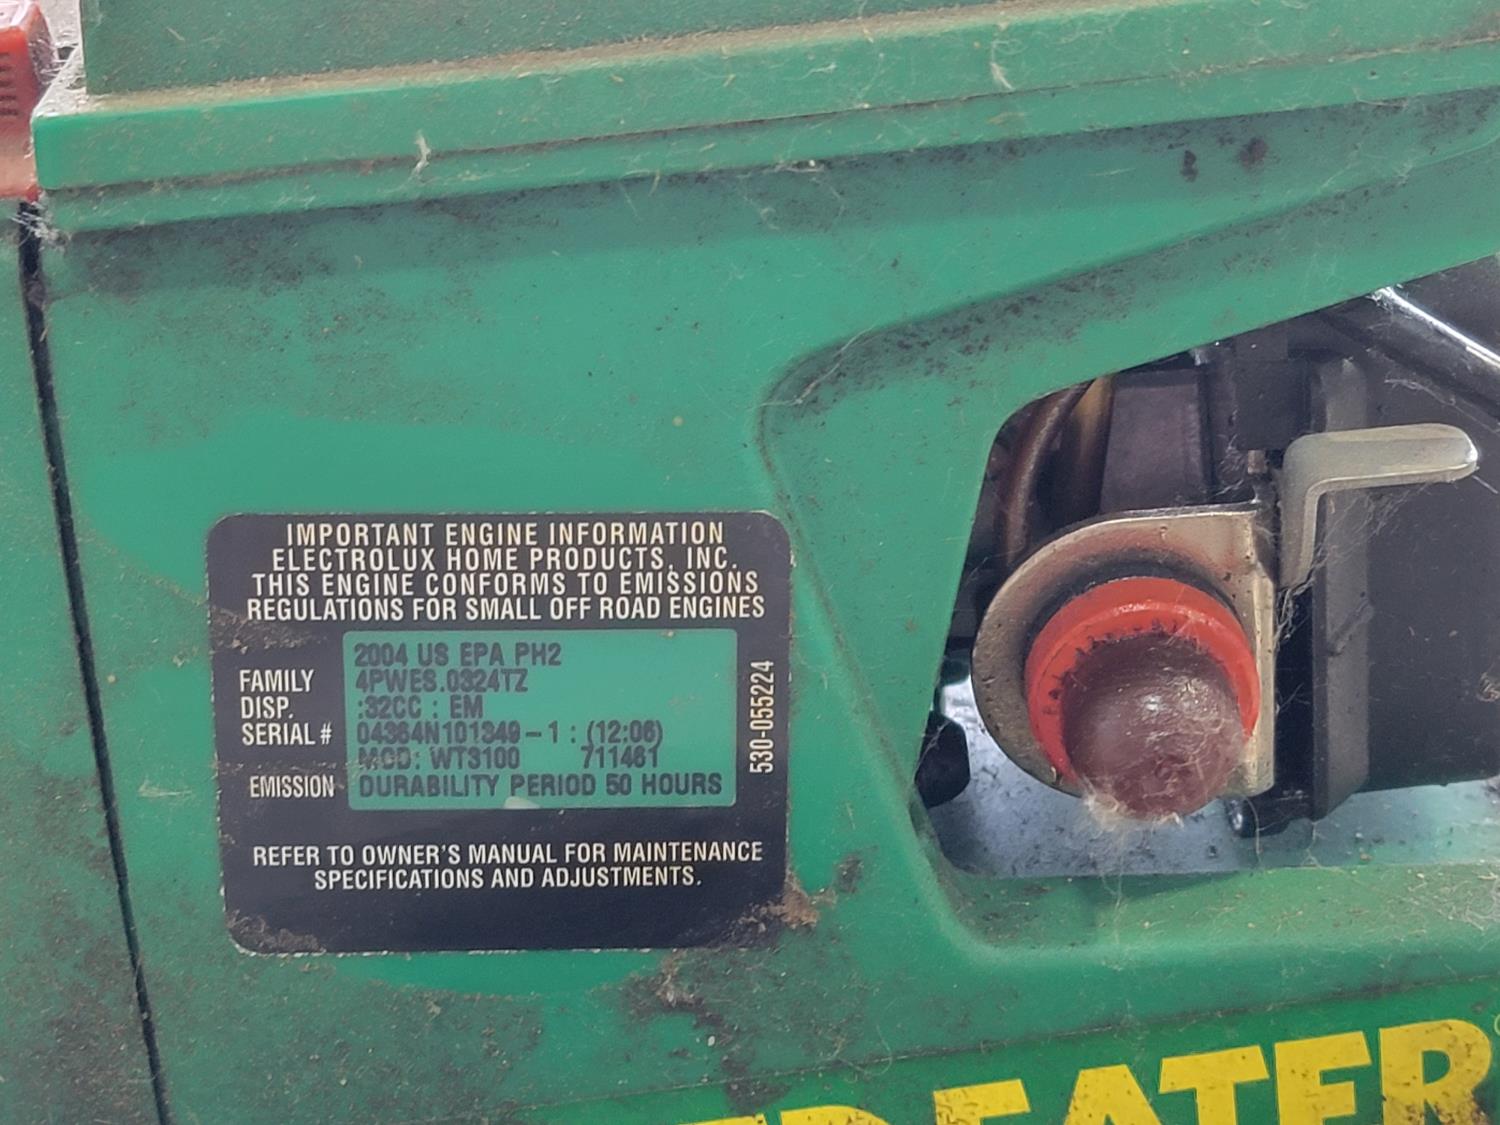 IMPORTANT ENGINE INFORMATION
ELECTROLUX HOME PRODUCTS, INC.
THIS ENGINE CONFORMS TO EMISSIONS
REGULATIONS FOR SMALL OFF ROAD ENGINES
2004 US EPA PH2
FAMILY 4PWES.0324TZ
DISP. :32CC : EM
SERIAL # 04364N101349-1 : (12:06)
MOD: WT3100 711461
EMISSION DURABILITY PERIOD 50 HOURS
530-055224
REFER TO OWNER'S MANUAL FOR MAINTENANCE
SPECIFICATIONS AND ADJUSTMENTS.
EATER